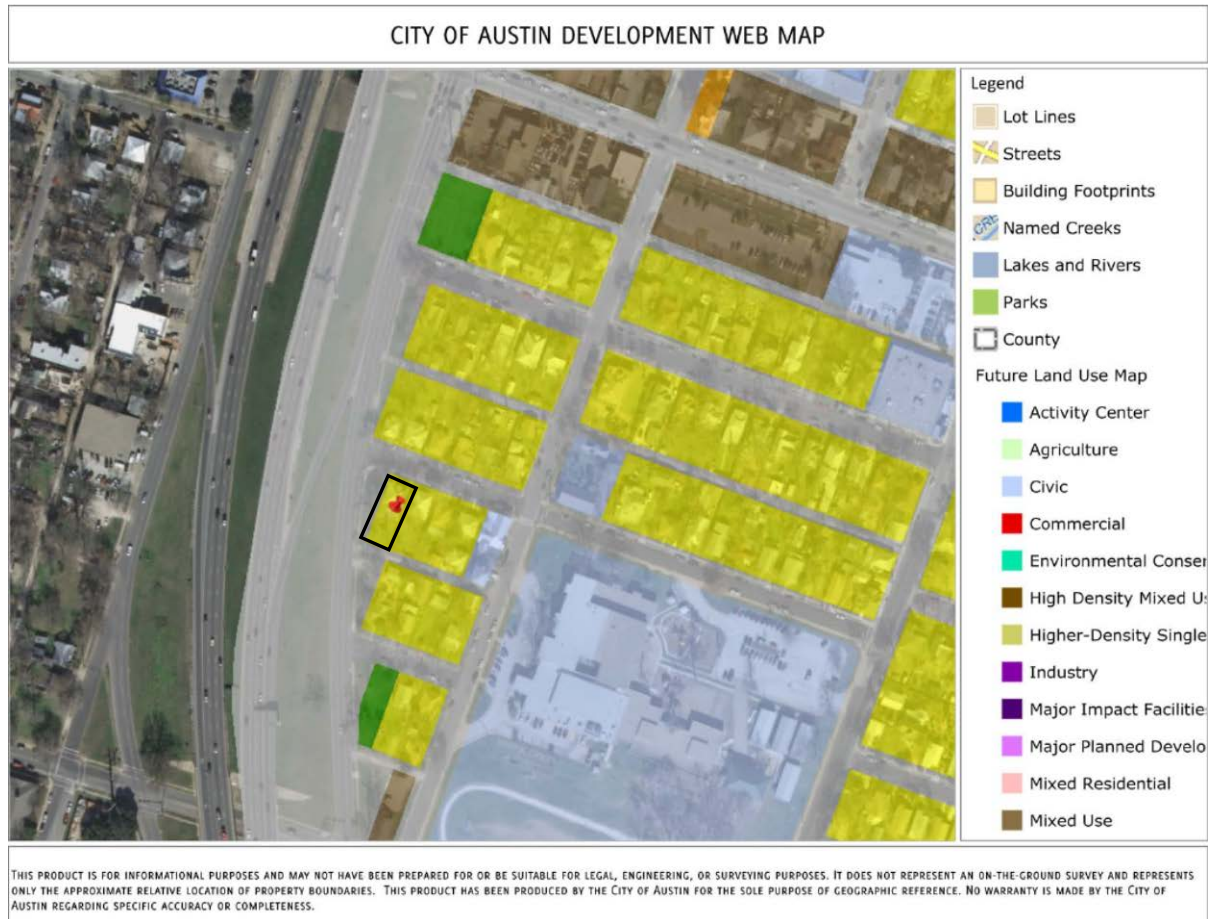 CITY OF AUSTIN DEVELOPMENT WEB MAP
Legend
Lot Lines
Streets
Building Footprints
CRE
Named Creeks
Lakes and Rivers
Parks
County
Future Land Use Map
Activity Center
Agriculture
Civic
Commercial
Environmental Conser
High Density Mixed Us
Higher-Density Single
Industry
Major Impact Facilitie
Major Planned Develo
Mixed Residential
Mixed Use
THIS PRODUCT IS FOR INFORMATIONAL PURPOSES AND MAY NOT HAVE BEEN PREPARED FOR OR BE SUITABLE FOR LEGAL, ENGINEERING, OR SURVEYING PURPOSES. IT DOES NOT REPRESENT AN ON-THE-GROUND SURVEY AND REPRESENTS
ONLY THE APPROXIMATE RELATIVE LOCATION OF PROPERTY BOUNDARIES. THIS PRODUCT HAS BEEN PRODUCED BY THE CITY OF AUSTIN FOR THE SOLE PURPOSE OF GEOGRAPHIC REFERENCE. NO WARRANTY IS MADE BY THE CITY OF
AUSTIN REGARDING SPECIFIC ACCURACY OR COMPLETENESS.